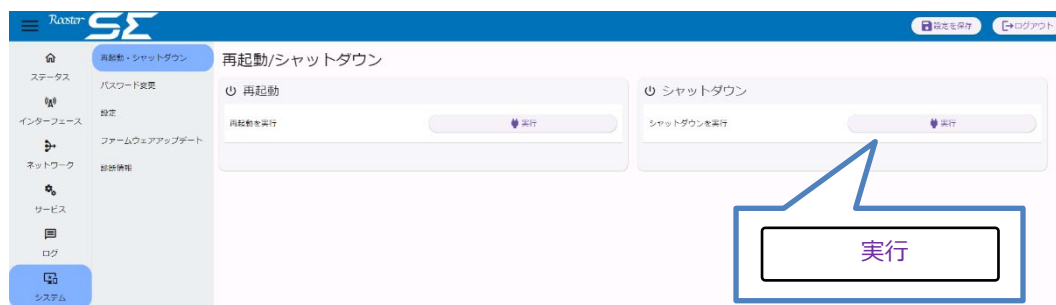 Rooster SE
設定を保存
ログアウト
ステータス
インターフェース
ネットワーク
サービス
ログ
システム
再起動・シャットダウン
パスワード変更
設定
ファームウェアアップデート
診断情報
再起動/シャットダウン
再起動
再起動を実行
実行
シャットダウン
シャットダウンを実行
実行
実行